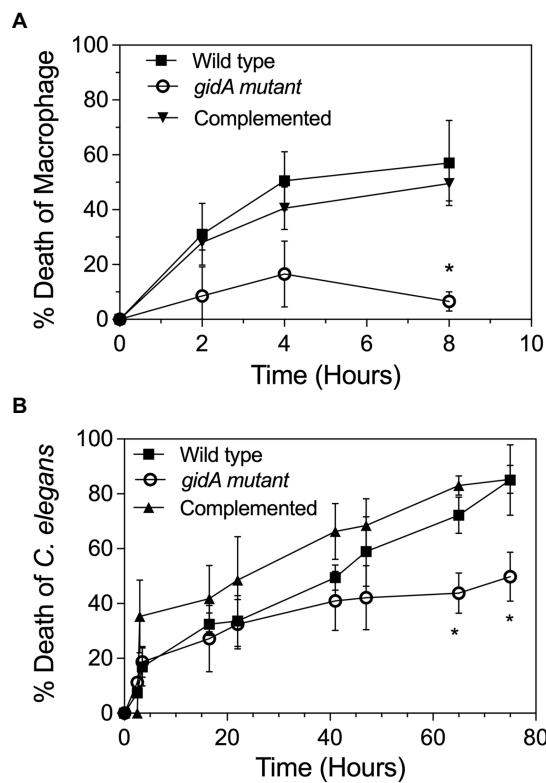 A
100
80
60
40
20
0
% Death of Macrophage
Wild type
gidA mutant
Complemented
*
0 2 4 6 8 10
Time (Hours)
B
100
80
60
40
20
0
% Death of C. elegans
Wild type
gidA mutant
Complemented
* *
0 20 40 60 80
Time (Hours)